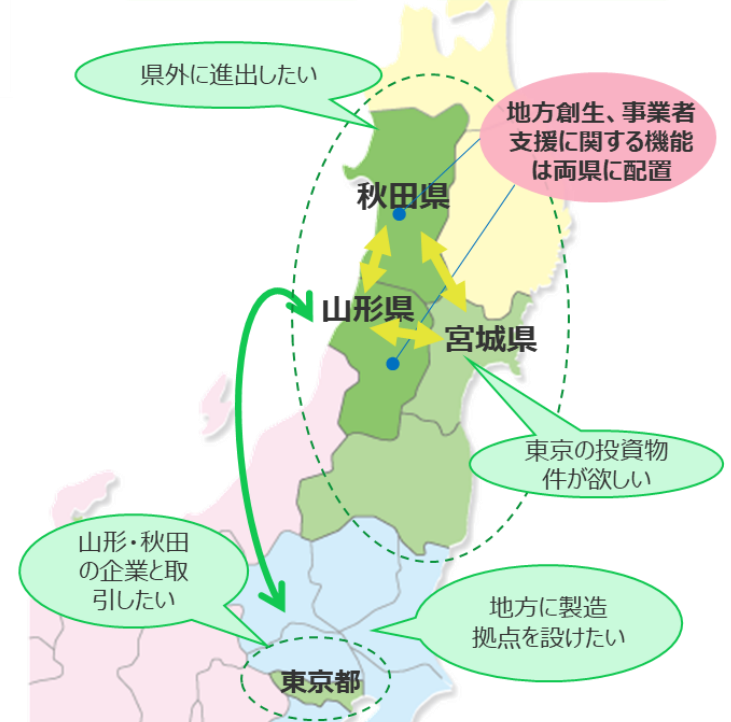 県外に進出したい
地方創生、事業者
支援に関する機能
は両県に配置
秋田県
山形県
宮城県
東京の投資物
件が欲しい
山形・秋田
の企業と取
引したい
地方に製造
拠点を設けたい
東京都